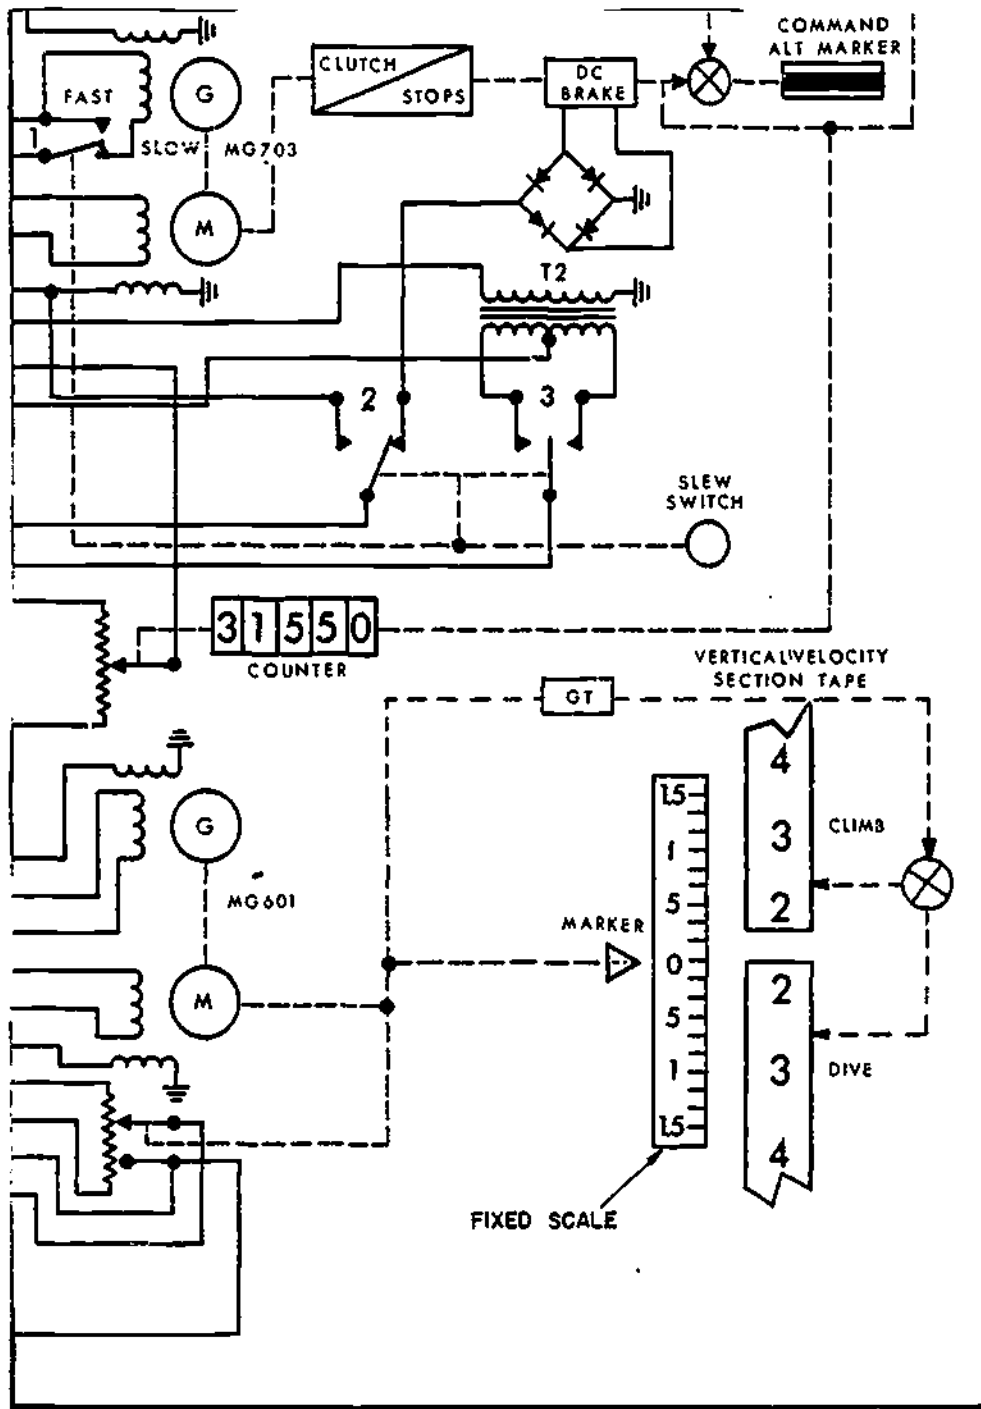 COMMAND
ALT MARKER
CLUTCH
STOPS
DC
BRAKE
G
FAST
1
SLOW
MG703
M
T2
2
3
SLEW
SWITCH
31550
COUNTER
VERTICAL VELOCITY
SECTION TAPE
GT
4
3
2
CLIMB
1.5
1
5
0
5
1
1.5
G
MG601
M
MARKER
2
3
4
DIVE
FIXED SCALE